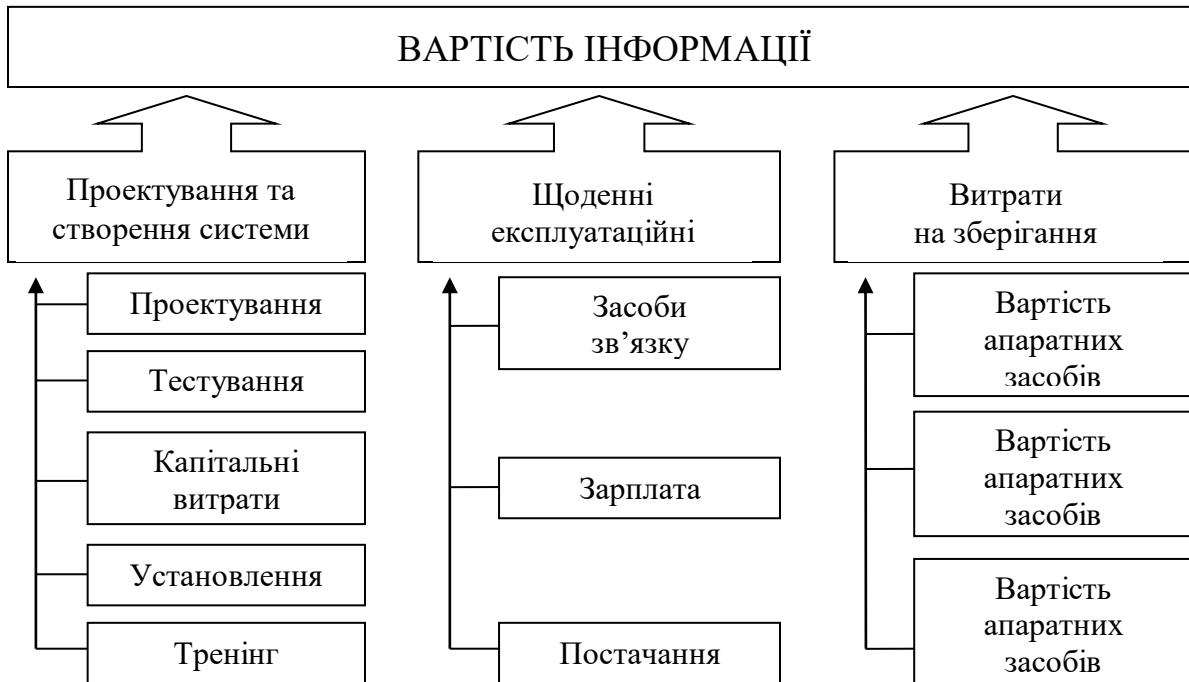 ВАРТІСТЬ ІНФОРМАЦІЇ
Проектування та
створення системи
Щоденні
експлуатаційні
Витрати
на зберігання
Проектування
Тестування
Капітальні
витрати
Установлення
Тренінг
Засоби
зв’язку
Зарплата
Постачання
Вартість
апаратних
засобів
Вартість
апаратних
засобів
Вартість
апаратних
засобів